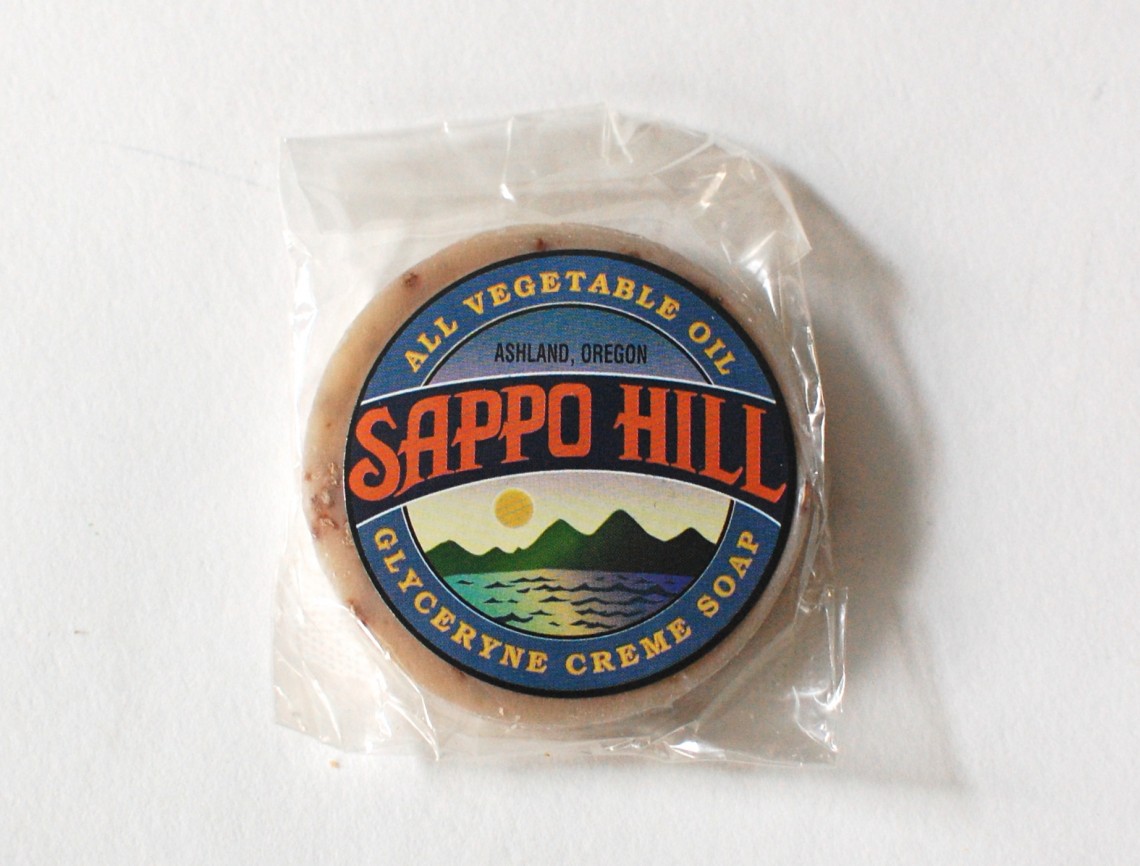 ALL VEGETABLE OIL
ASHLAND, OREGON
SAPPO HILL
GLYCERYNE CREME SOAP